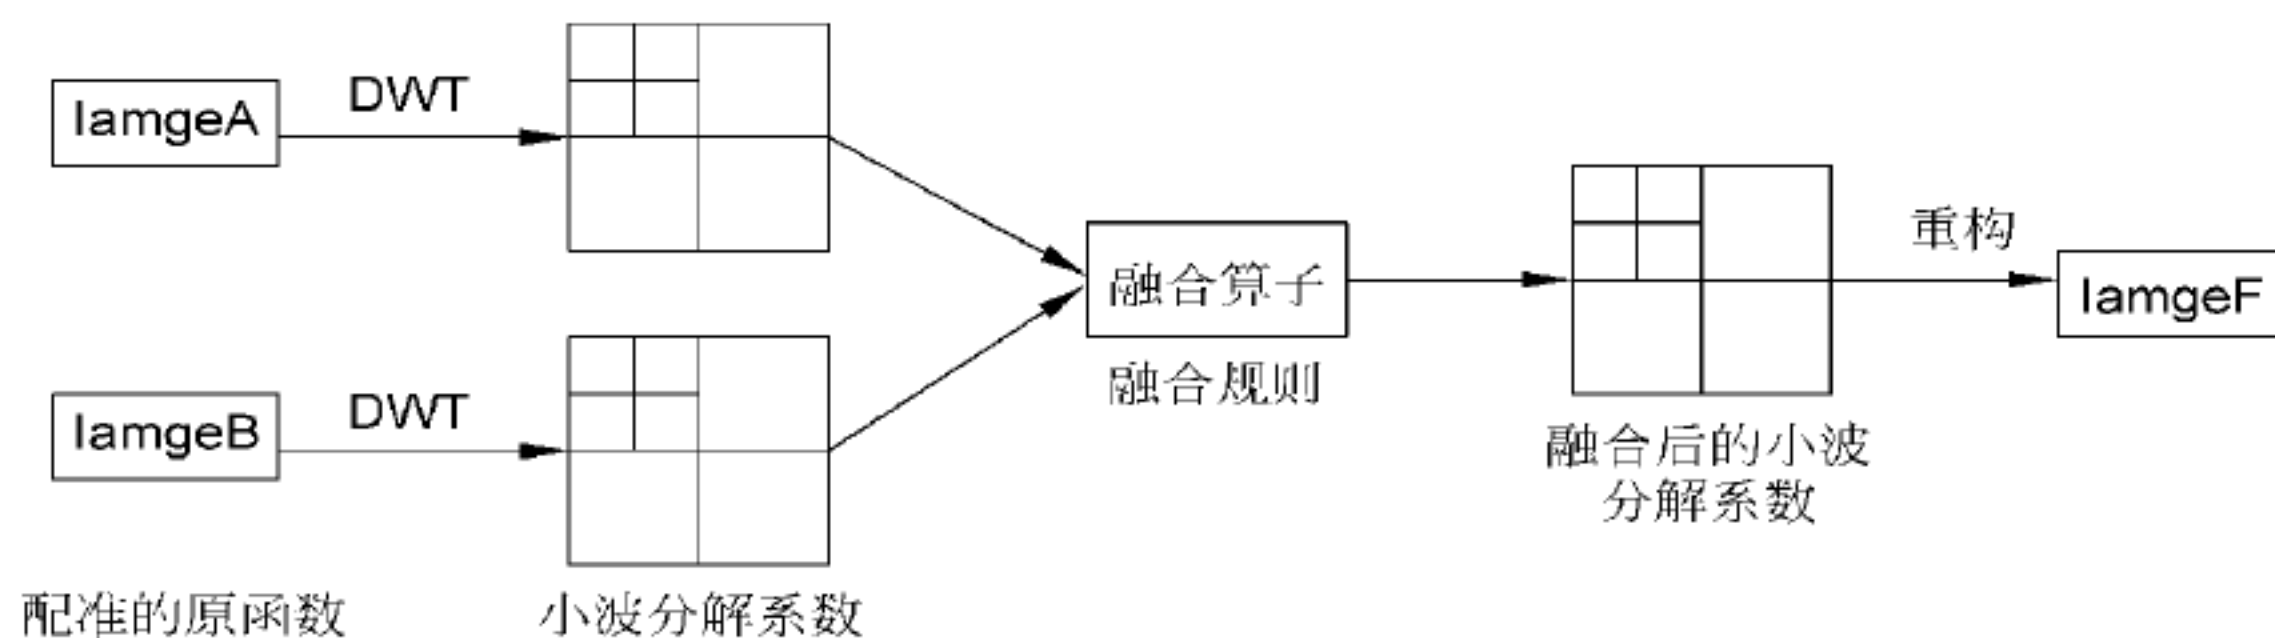 IamgeA
DWT
IamgeB
DWT
配准的原函数
小波分解系数
融合算子
融合规则
融合后的小波
分解系数
重构
IamgeF